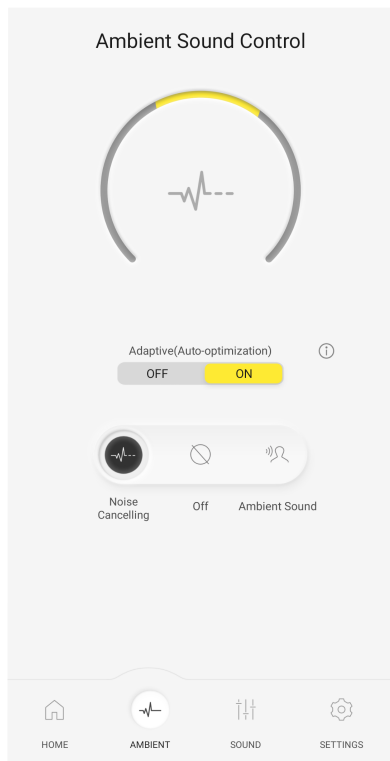 Ambient Sound Control
Adaptive(Auto-optimization)
OFF ON
Noise
Cancelling
Off
Ambient Sound
HOME AMBIENT SOUND SETTINGS